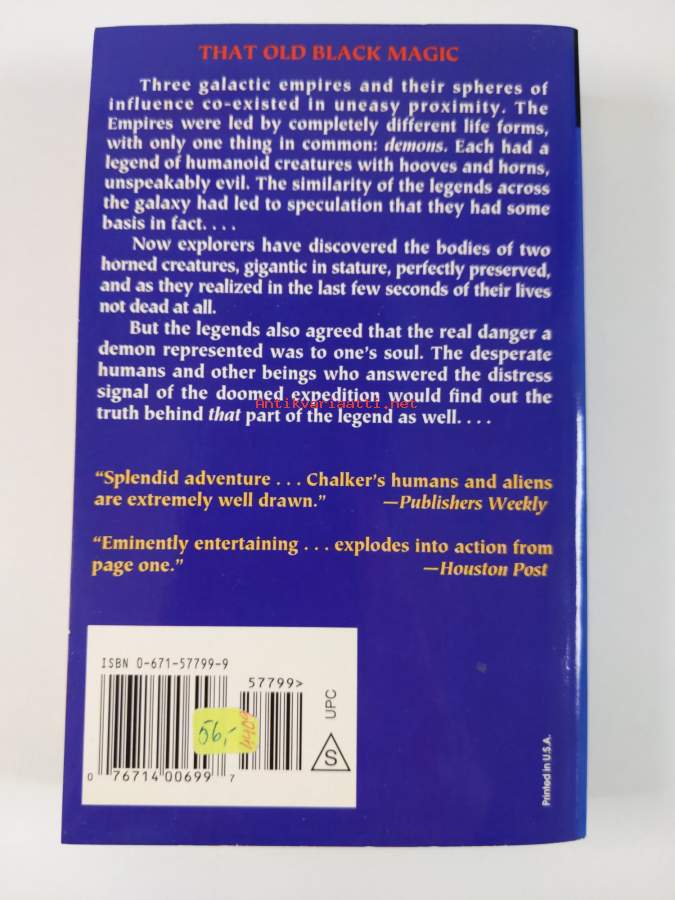 THAT OLD BLACK MAGIC
Three galactic empires and their spheres of
influence co-existed in uneasy proximity. The
Empires were led by completely different life forms,
with only one thing in common: demons. Each had a
legend of humanoid creatures with hooves and horns,
unspeakably evil. The similarity of the legends across
the galaxy had led to speculation that they had some
basis in fact. . . .
Now explorers have discovered the bodies of two
horned creatures, gigantic in stature, perfectly preserved,
and as they realized in the last few seconds of their lives
not dead at all.
But the legends also agreed that the real danger a
demon represented was to one's soul. The desperate
humans and other beings who answered the distress
signal of the doomed expedition would find out the
Antikvariaatti.net
truth behind that part of the legend as well. . . .
“Splendid adventure . . . Chalker's humans and aliens
are extremely well drawn.” —Publishers Weekly
“Eminently entertaining . . . explodes into action from
page one.” —Houston Post
ISBN 0-671-57799-9
57799>
UPC
S
56,-
0 76714 00699 7
Printed in U.S.A.